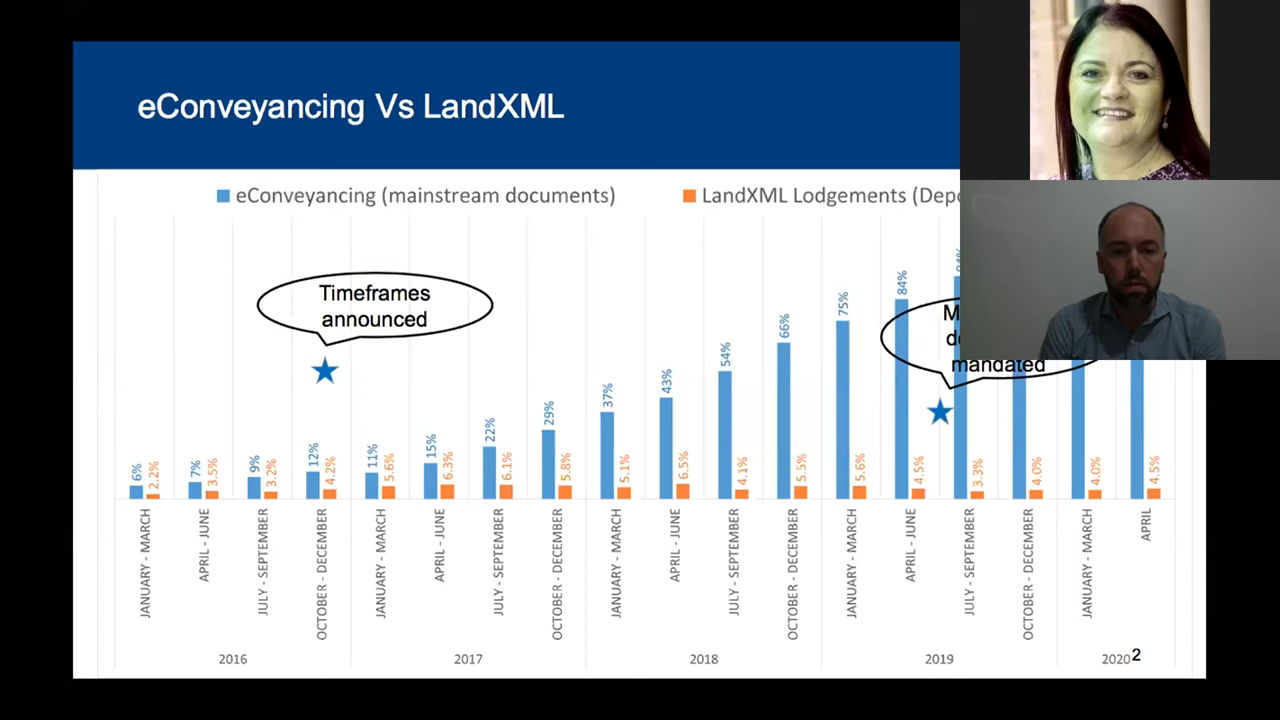 eConveyancing Vs LandXML
eConveyancing (mainstream documents)
LandXML Lodgements
Timeframes
announced
mandated
6%
2.2%
7%
3.5%
9%
3.2%
12%
4.2%
11%
5.6%
15%
6.3%
22%
6.1%
29%
5.8%
37%
5.1%
43%
6.5%
54%
4.1%
66%
5.5%
75%
5.6%
84%
4.5%
3.3%
4.0%
4.0%
4.5%
JANUARY - MARCH
APRIL - JUNE
JULY - SEPTEMBER
OCTOBER - DECEMBER
JANUARY - MARCH
APRIL - JUNE
JULY - SEPTEMBER
OCTOBER - DECEMBER
JANUARY - MARCH
APRIL - JUNE
JULY - SEPTEMBER
OCTOBER - DECEMBER
JANUARY - MARCH
APRIL - JUNE
JULY - SEPTEMBER
OCTOBER - DECEMBER
JANUARY - MARCH
APRIL
2016
2017
2018
2019
2020
2